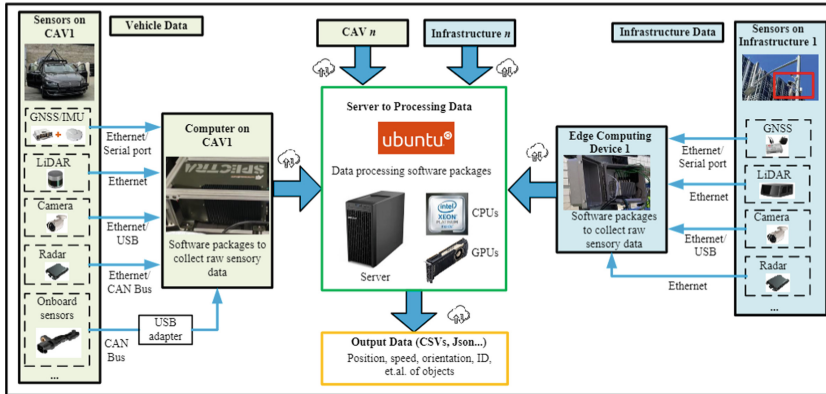 Sensors on
CAV1
Vehicle Data
GNSS/IMU
Ethernet/
Serial port
LiDAR
Ethernet
Camera
Ethernet/
USB
Radar
Ethernet/
CAN Bus
Onboard
sensors
CAN
Bus
USB
adapter
...
Computer on
CAV1
SPECTRA
Software packages to
collect raw sensory
data
CAV n
Infrastructure n
Server to Processing Data
ubuntu
Data processing software packages
intel
XEON
PLATINUM
CPUs
GPUs
Server
Output Data (CSVs, Json...)
Position, speed, orientation, ID,
et.al. of objects
Infrastructure Data
Edge Computing
Device 1
Software packages
to collect raw
sensory data
Sensors on
Infrastructure 1
GNSS
Ethernet/
Serial port
LiDAR
Ethernet
Camera
Ethernet/
USB
Radar
Ethernet
...